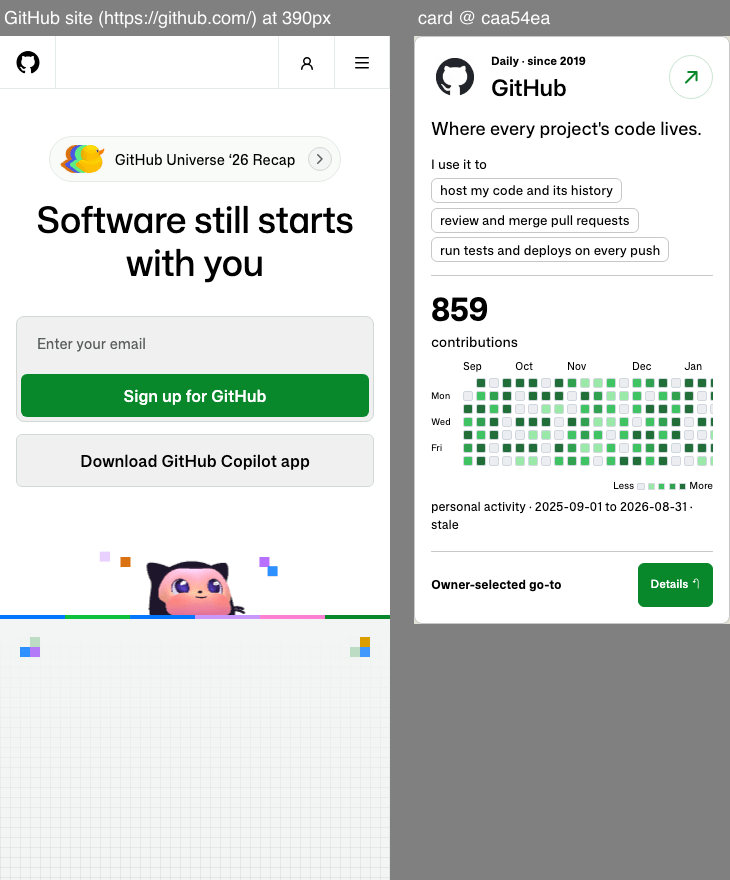 GitHub site (https://github.com/) at 390px
GitHub Universe ‘26 Recap
Software still starts
with you
Enter your email
Sign up for GitHub
Download GitHub Copilot app
card @ caa54ea
Daily · since 2019
GitHub
Where every project's code lives.
I use it to
host my code and its history
review and merge pull requests
run tests and deploys on every push
859
contributions
Sep Oct Nov Dec Jan
Mon
Wed
Fri
Less More
personal activity · 2025-09-01 to 2026-08-31 ·
stale
Owner-selected go-to
Details